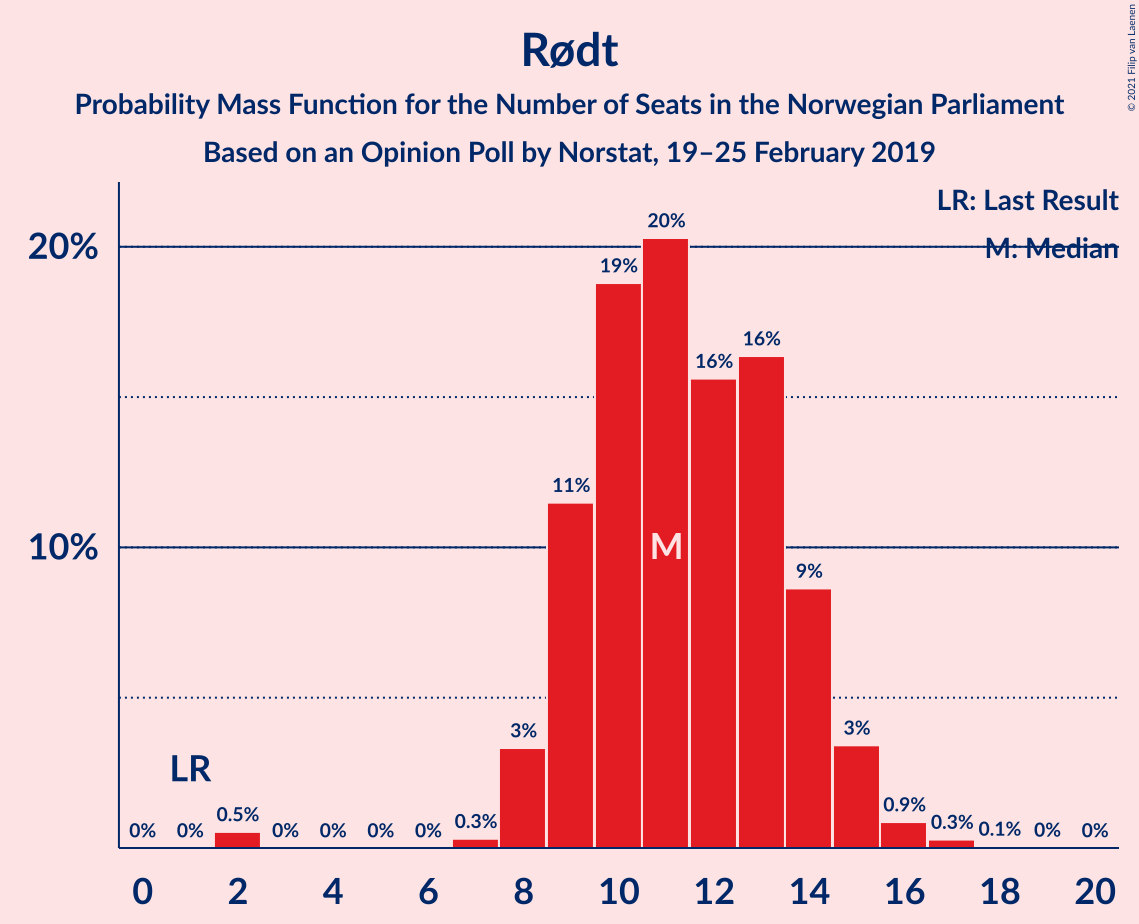 Rødt
Probability Mass Function for the Number of Seats in the Norwegian Parliament
Based on an Opinion Poll by Norstat, 19–25 February 2019
© 2021 Filip van Laenen
LR: Last Result
M: Median
20%
10%
LR
M
0%
0%
0.5%
0%
0%
0%
0%
0.3%
3%
11%
19%
20%
16%
16%
9%
3%
0.9%
0.3%
0.1%
0%
0%
0 2 4 6 8 10 12 14 16 18 20